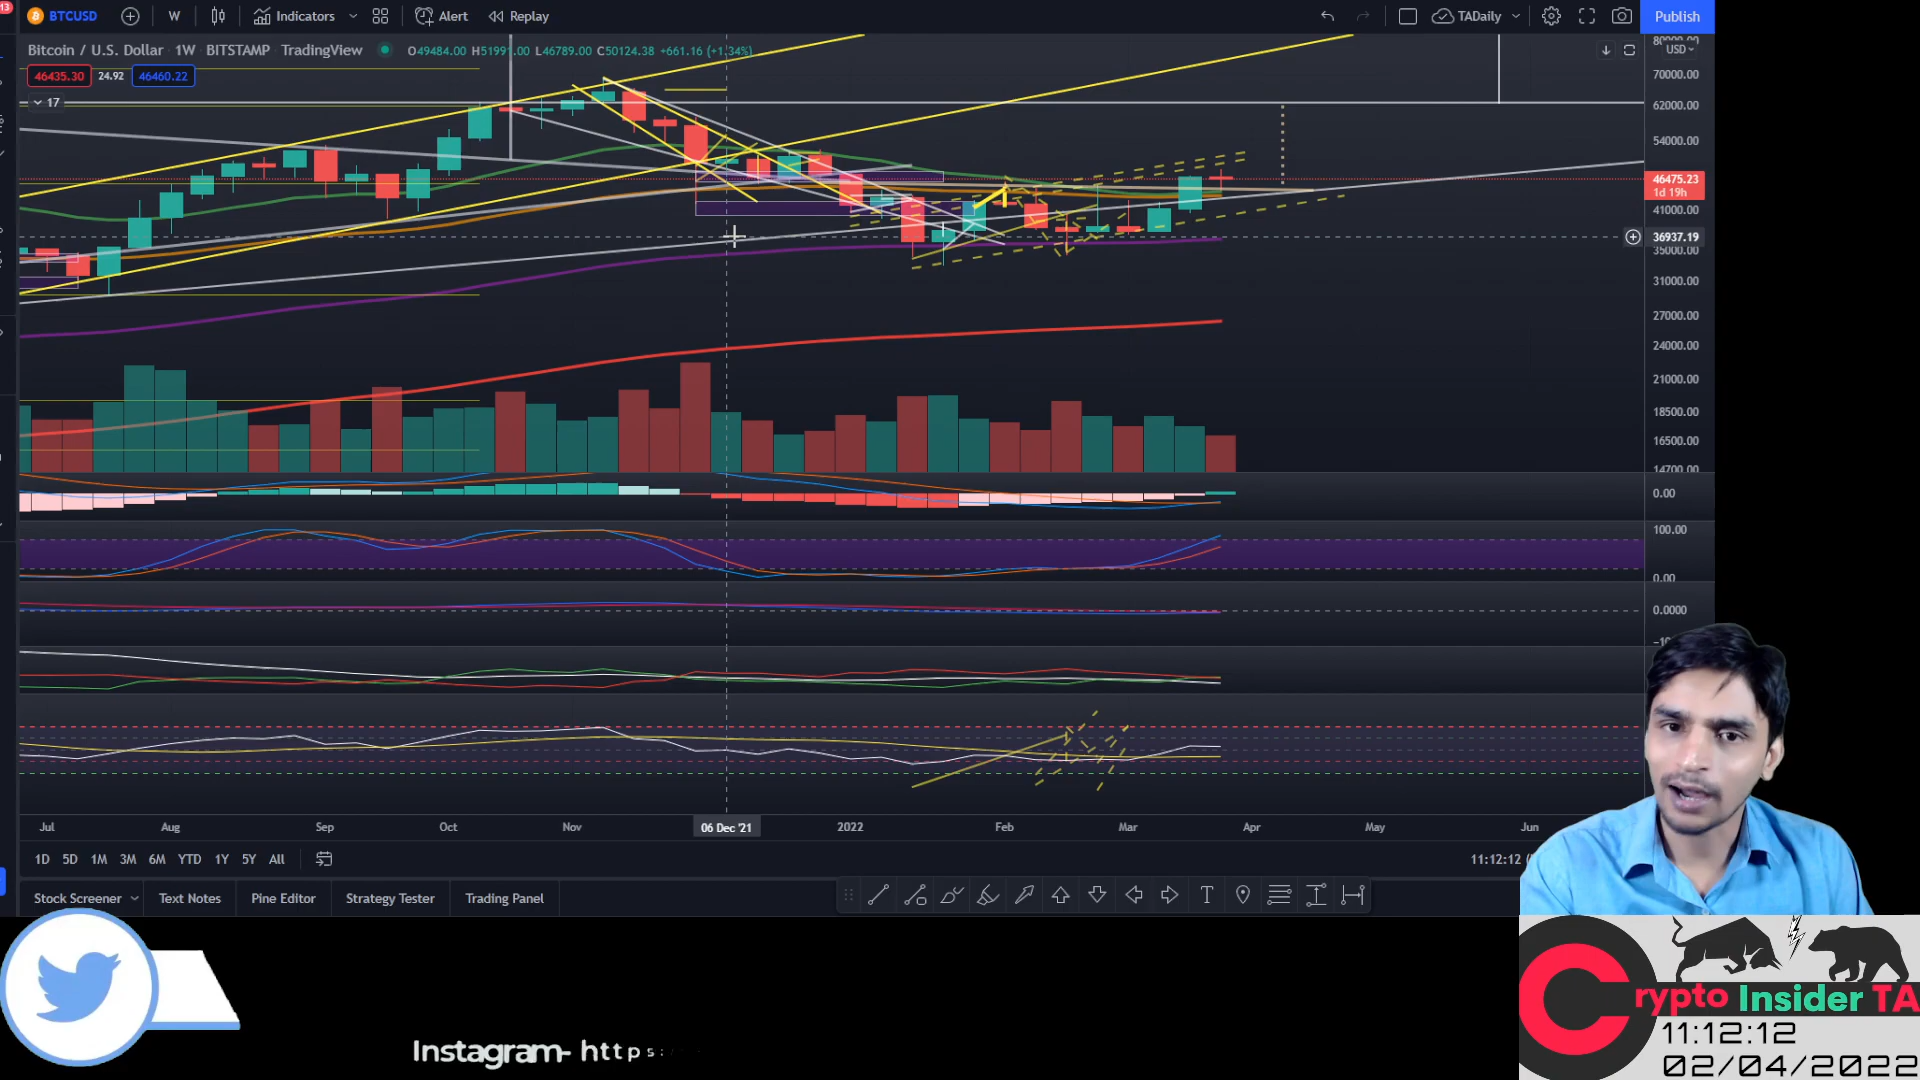 13
BTCUSD
W
Indicators
Alert
Replay
TADaily
Publish
Bitcoin / U.S. Dollar 1W BITSTAMP TradingView
O49484.00 H51991.00 L46789.00 C50124.38 +661.16 (+1.34%)
46435.30
24.92
46460.22
17
USD
80000.00
70000.00
62000.00
54000.00
46475.23
1d 19h
41000.00
36937.19
35000.00
31000.00
27000.00
24000.00
21000.00
18500.00
16500.00
14700.00
0.00
100.00
0.00
0.0000
Jul
Aug
Sep
Oct
Nov
06 Dec '21
2022
Feb
Mar
Apr
May
Jun
1D 5D 1M 3M 6M YTD 1Y 5Y All
11:12:12
Stock Screener
Text Notes
Pine Editor
Strategy Tester
Trading Panel
Crypto Insider TA
11:12:12
02/04/2022
Instagram- https: